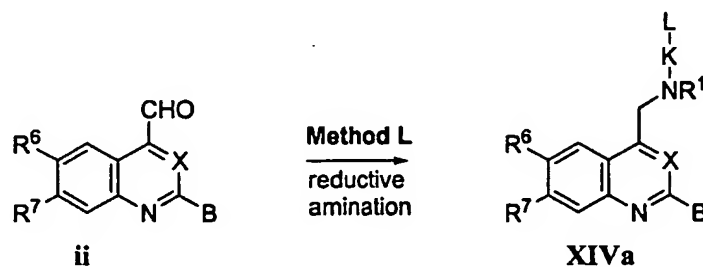 L
K
CHO
NR¹
R⁶
Method L
R⁶
X
reductive
X
R⁷
N
B
amination
R⁷
N
B
ii
XIVa